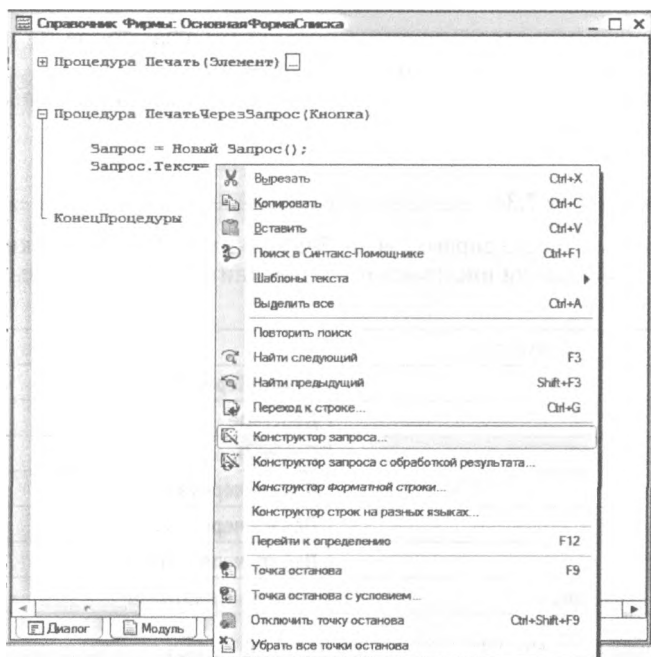 Справочник Фирмы: ОсновнаяФормаСписка
Процедура Печать(Элемент) ...
Процедура ПечатьЧерезЗапрос(Кнопка)
Запрос = Новый Запрос();
Запрос.Текст=
КонецПроцедуры
Вырезать Ctrl+X
Копировать Ctrl+C
Вставить Ctrl+V
Поиск в Синтакс-Помощнике Ctrl+F1
Шаблоны текста
Выделить все Ctrl+A
Повторить поиск
Найти следующий F3
Найти предыдущий Shift+F3
Переход к строке... Ctrl+G
Конструктор запроса...
Конструктор запроса с обработкой результата...
Конструктор форматной строки...
Конструктор строк на разных языках...
Перейти к определению F12
Точка останова F9
Точка останова с условием...
Отключить точку останова Ctrl+Shift+F9
Убрать все точки останова
Диалог Модуль